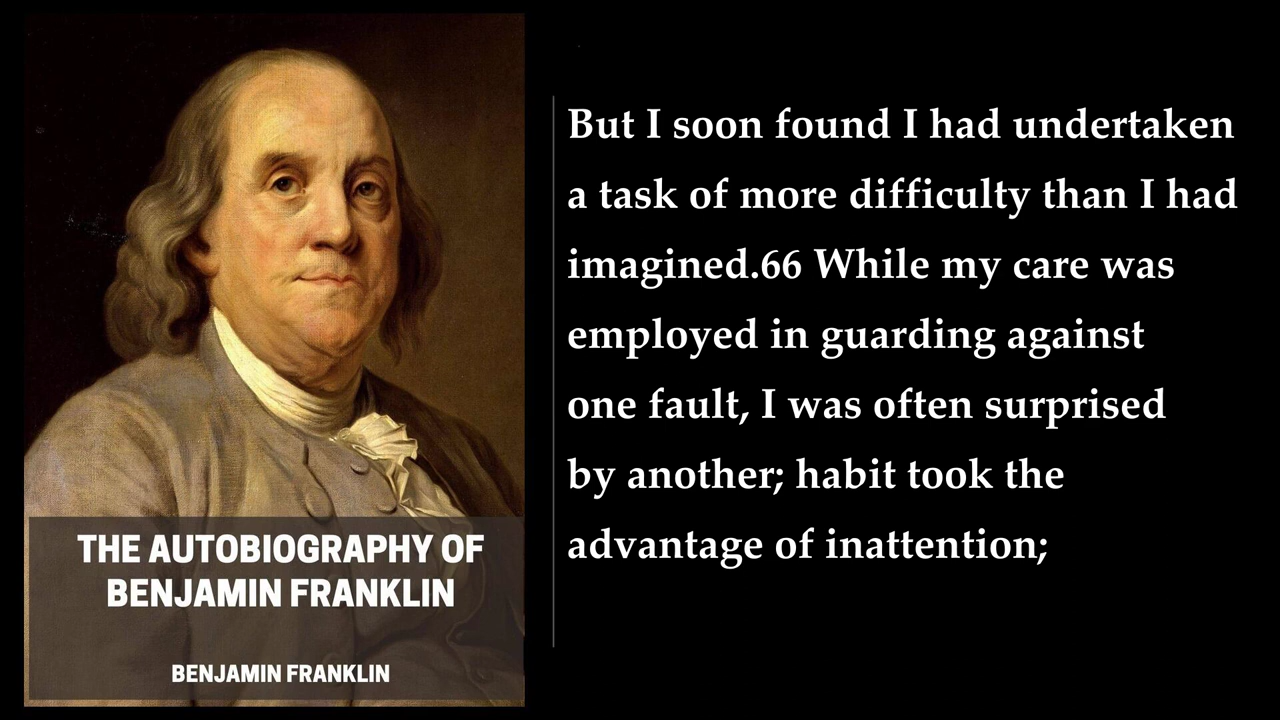 THE AUTOBIOGRAPHY OF
BENJAMIN FRANKLIN
BENJAMIN FRANKLIN
But I soon found I had undertaken
a task of more difficulty than I had
imagined.66 While my care was
employed in guarding against
one fault, I was often surprised
by another; habit took the
advantage of inattention;